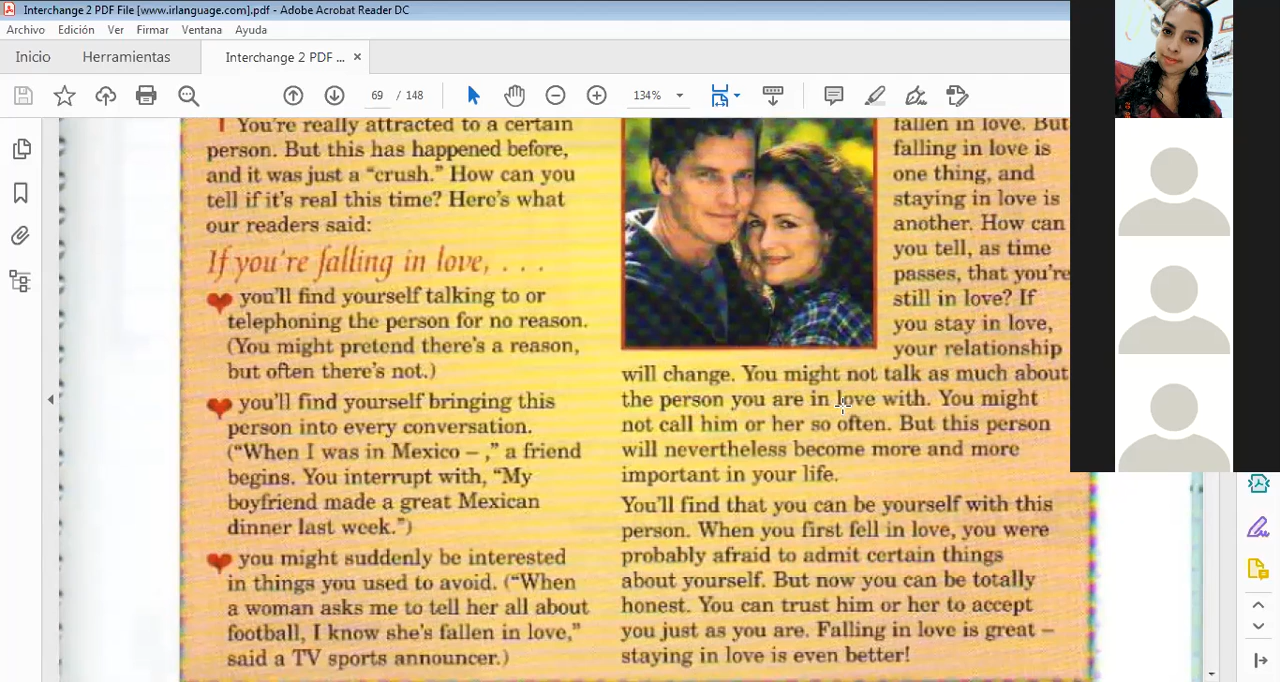 Interchange 2 PDF File [www.irlanguage.com].pdf - Adobe Acrobat Reader DC
Archivo Edición Ver Firmar Ventana Ayuda
Inicio Herramientas Interchange 2 PDF ... ×
69 / 148 134%
You're really attracted to a certain
person. But this has happened before,
and it was just a “crush.” How can you
tell if it's real this time? Here's what
our readers said:
If you're falling in love, . . .
you'll find yourself talking to or
telephoning the person for no reason.
(You might pretend there's a reason,
but often there's not.)
you'll find yourself bringing this
person into every conversation.
(“When I was in Mexico – ,” a friend
begins. You interrupt with, “My
boyfriend made a great Mexican
dinner last week.”)
you might suddenly be interested
in things you used to avoid. (“When
a woman asks me to tell her all about
football, I know she's fallen in love,”
said a TV sports announcer.)
fallen in love. But
falling in love is
one thing, and
staying in love is
another. How can
you tell, as time
passes, that you're
still in love? If
you stay in love,
your relationship
will change. You might not talk as much about
the person you are in love with. You might
not call him or her so often. But this person
will nevertheless become more and more
important in your life.
You'll find that you can be yourself with this
person. When you first fell in love, you were
probably afraid to admit certain things
about yourself. But now you can be totally
honest. You can trust him or her to accept
you just as you are. Falling in love is great –
staying in love is even better!